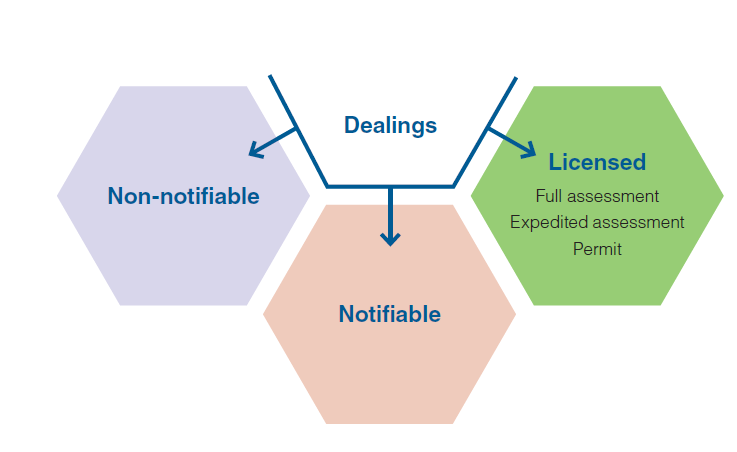 Dealings
Non-notifiable
Notifiable
Licensed
Full assessment
Expedited assessment
Permit